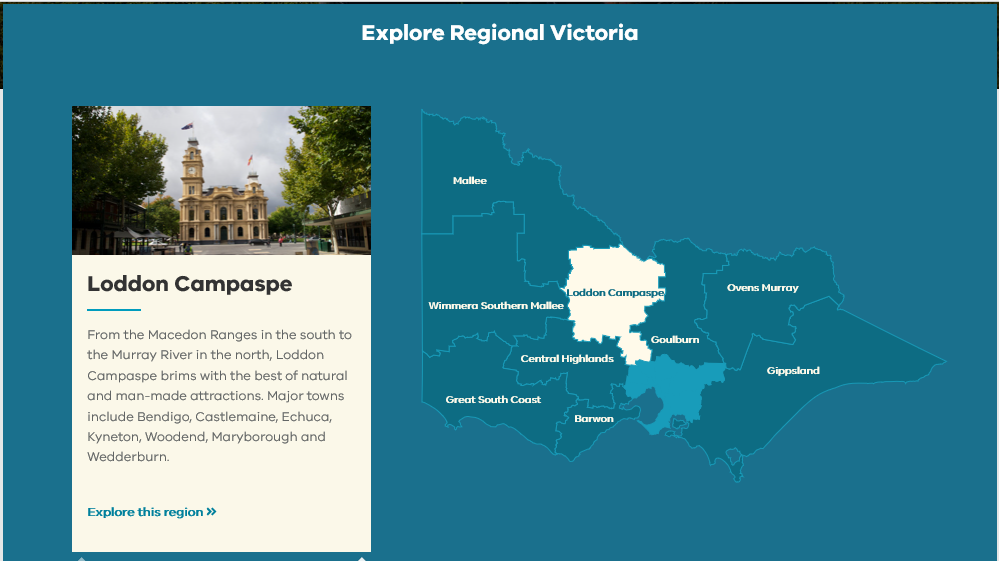 Explore Regional Victoria
Loddon Campaspe
From the Macedon Ranges in the south to
the Murray River in the north, Loddon
Campaspe brims with the best of natural
and man-made attractions. Major towns
include Bendigo, Castlemaine, Echuca,
Kyneton, Woodend, Maryborough and
Wedderburn.
Explore this region »
Mallee
Loddon Campaspe
Ovens Murray
Wimmera Southern Mallee
Goulburn
Central Highlands
Gippsland
Great South Coast
Barwon